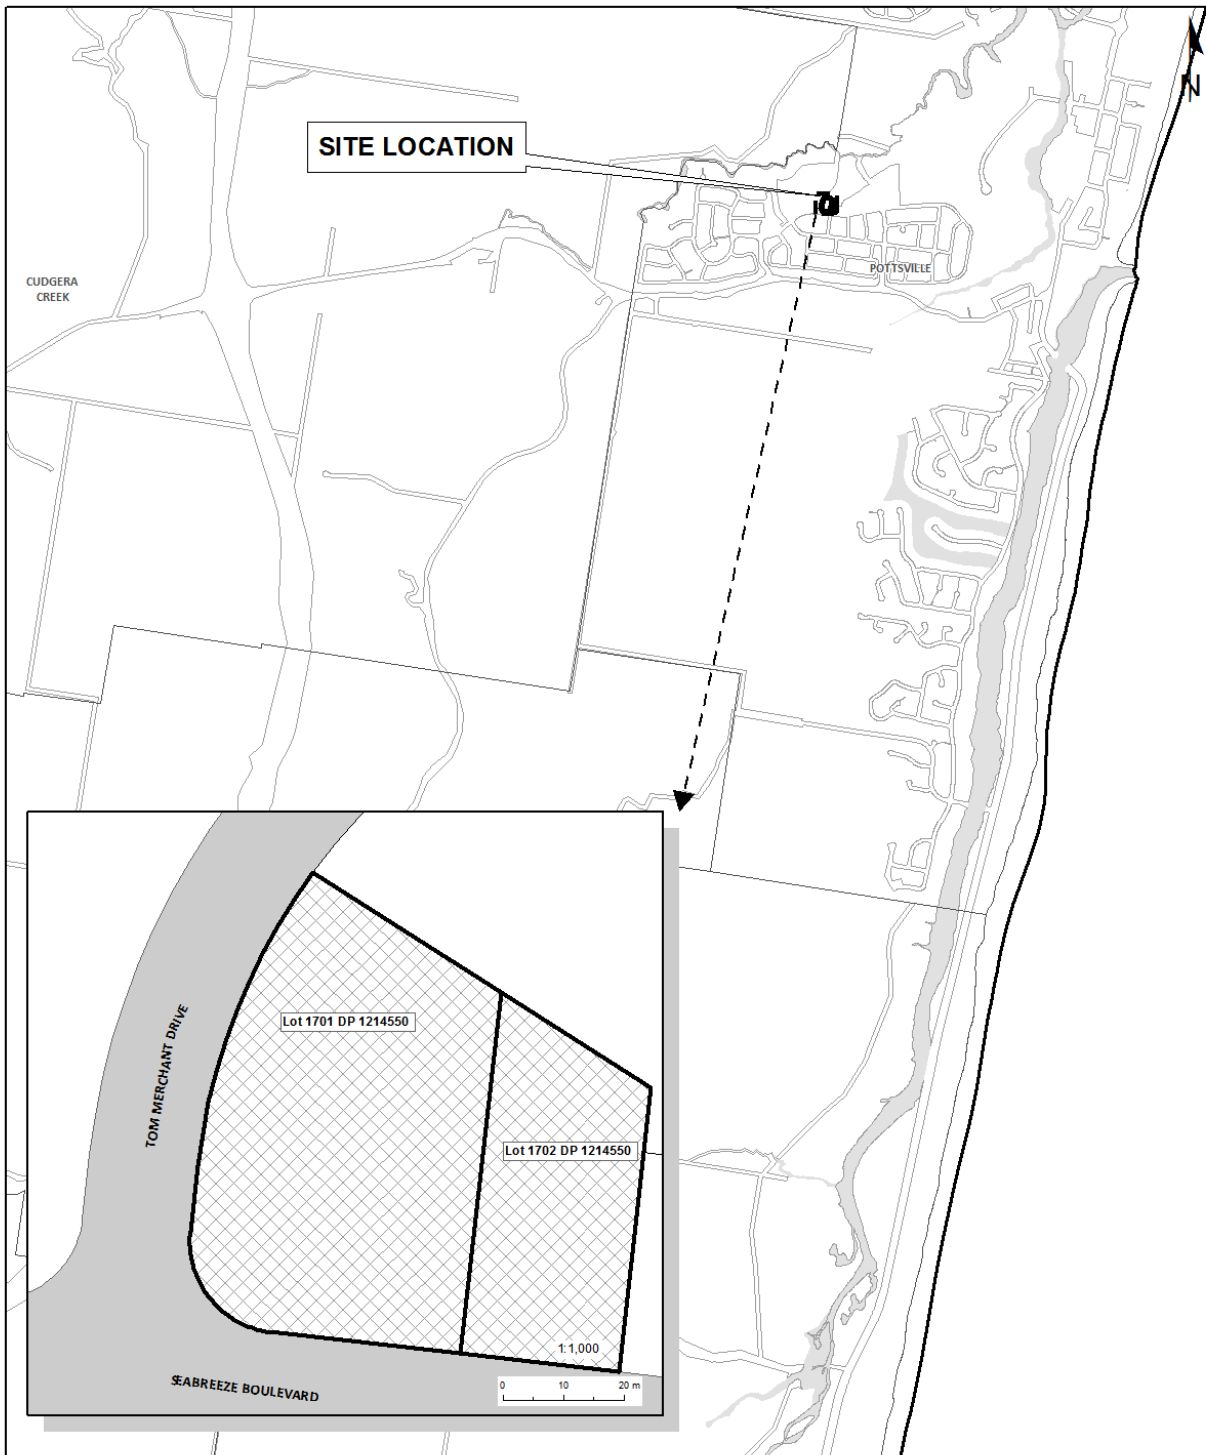 N
SITE LOCATION
CUDGERA
CREEK
POTTSVILLE
Lot 1701 DP 1214550
TOM MERCHANT DRIVE
Lot 1702 DP 1214550
1:1,000
0 10 20 m
SEABREEZE BOULEVARD